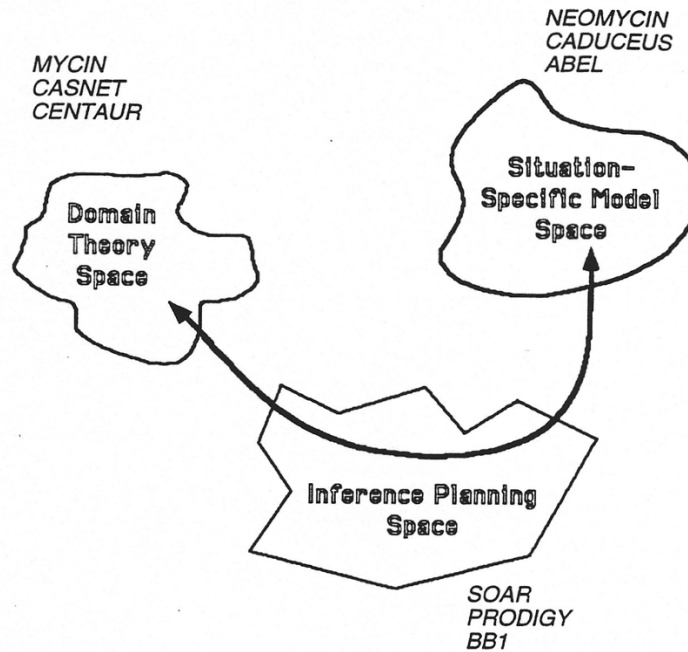 NEOMYCIN
CADUCEUS
ABEL
MYCIN
CASNET
CENTAUR
Situation-
Specific Model
Space
Domain
Theory
Space
Inference Planning
Space
SOAR
PRODIGY
BB1